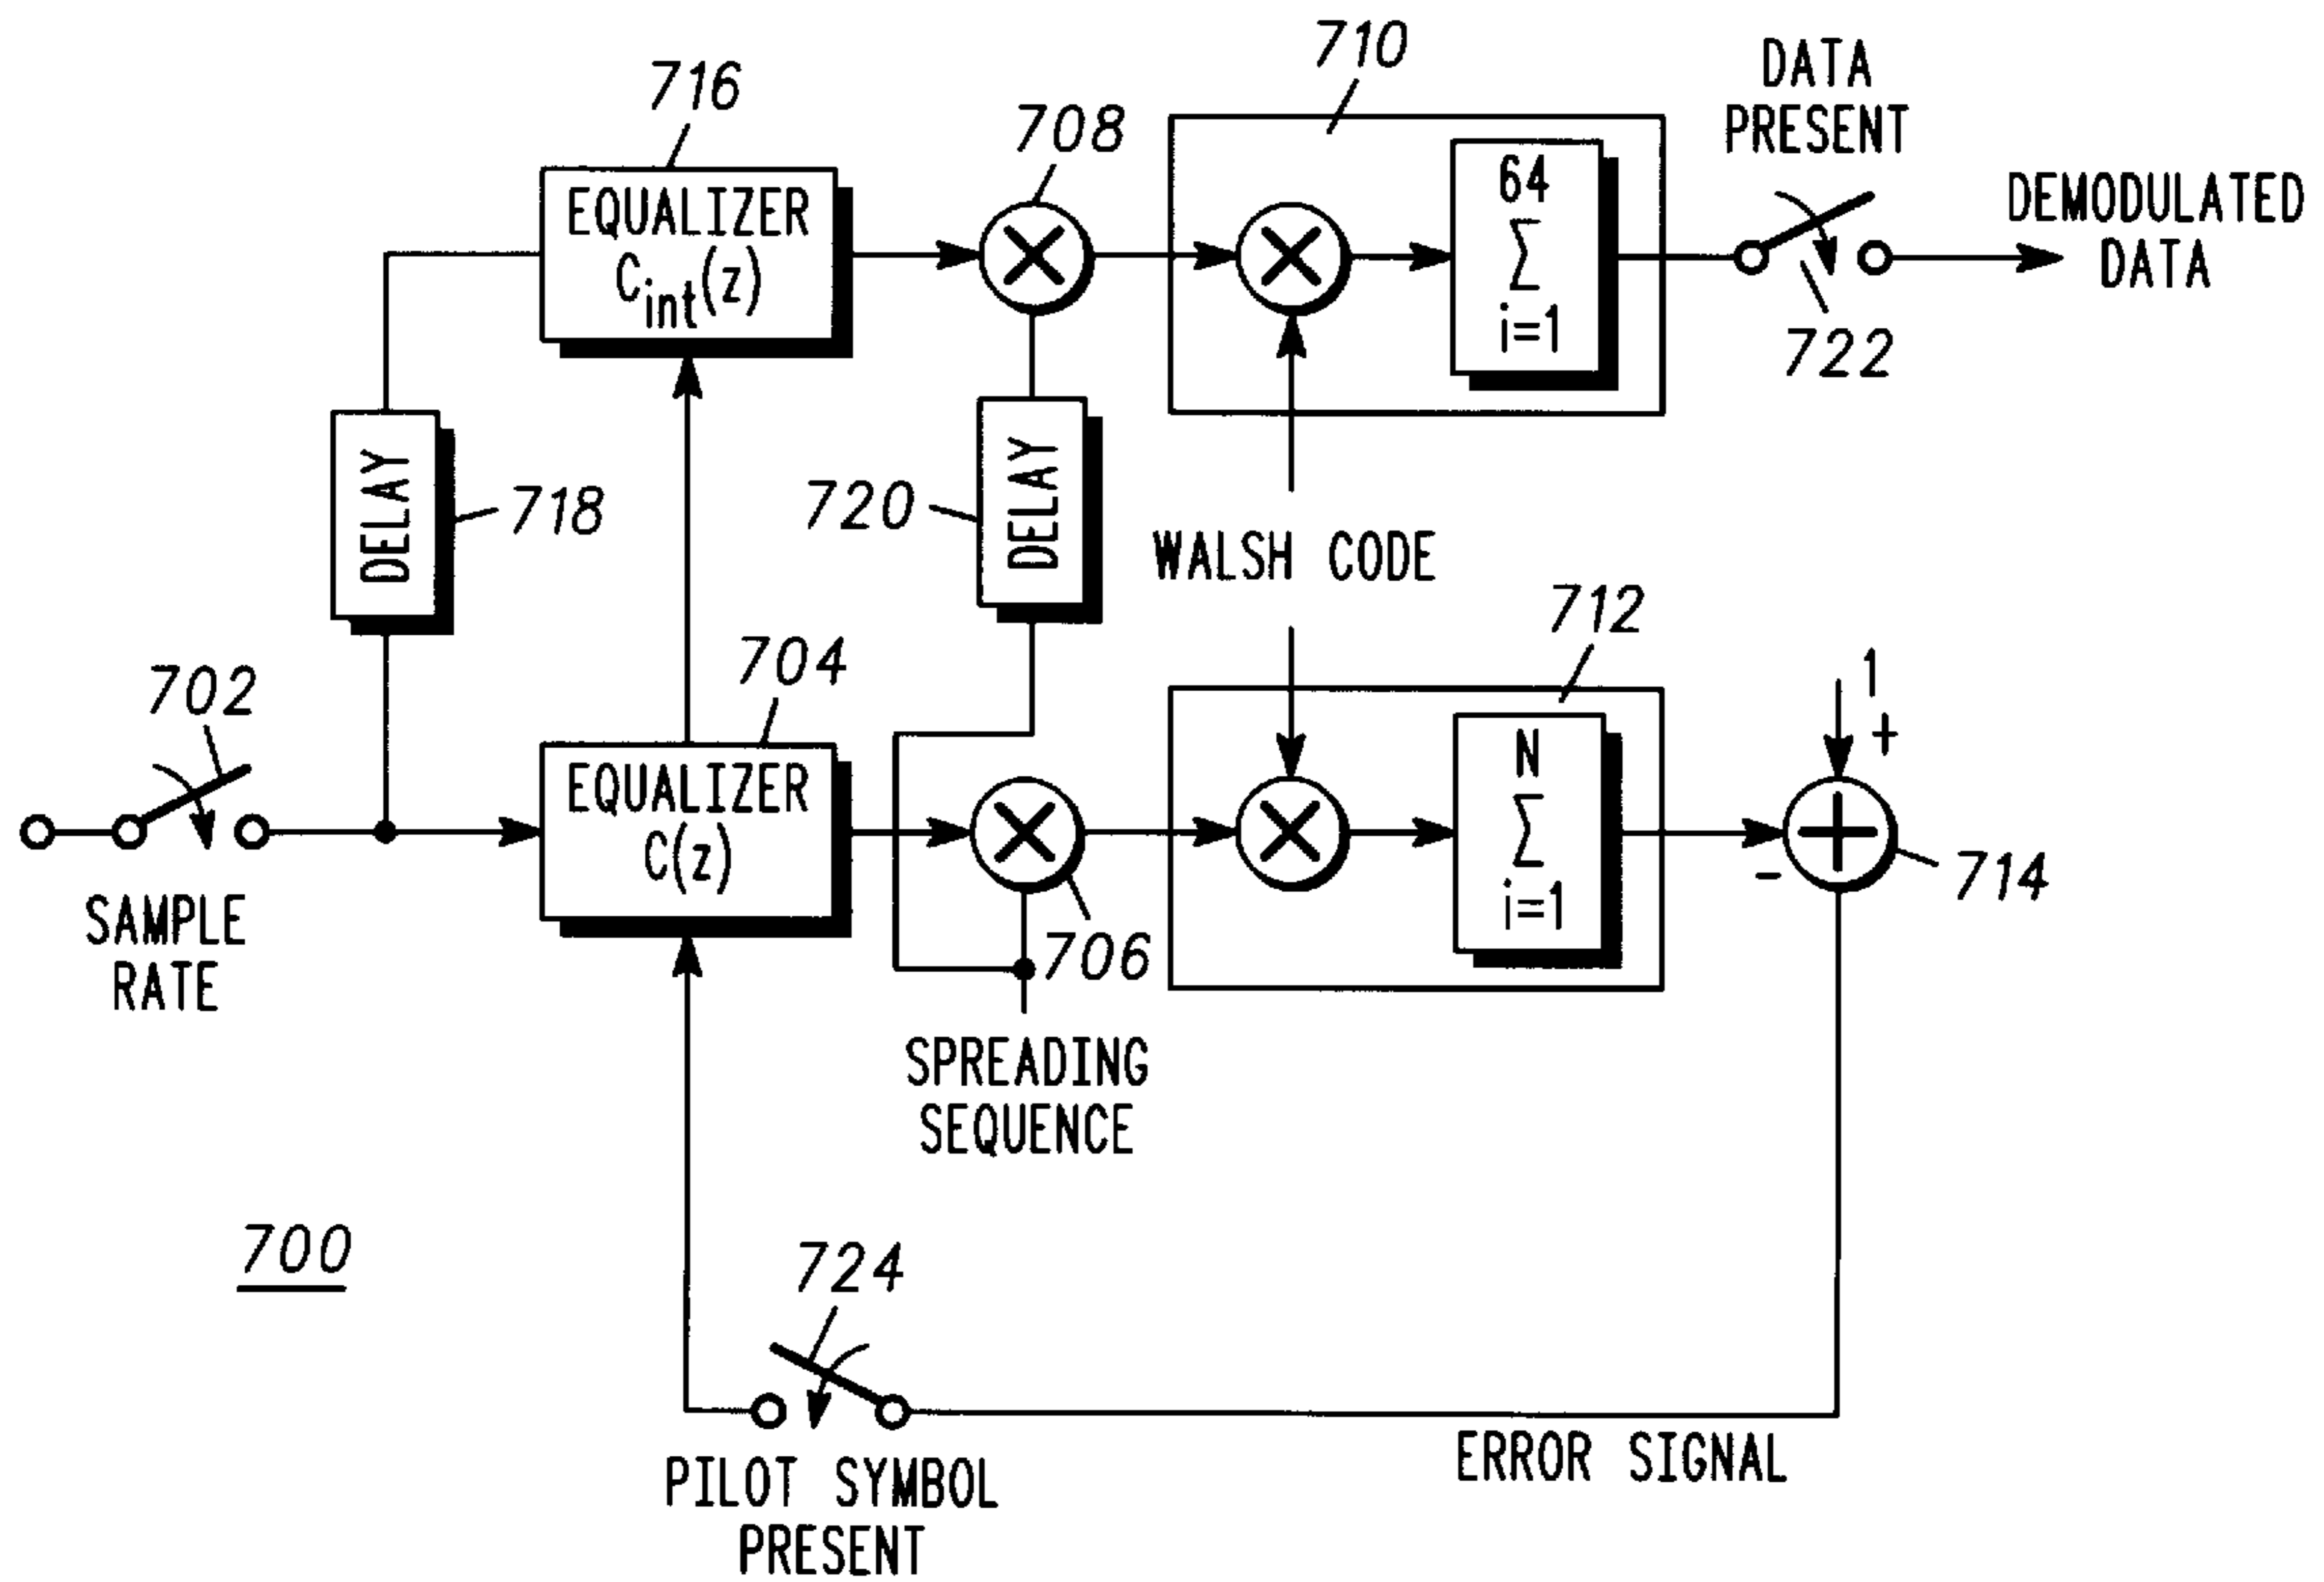 710
DATA
PRESENT
716
708
EQUALIZER
C_int(z)
64
Σ
i=1
DEMODULATED
DATA
722
DELAY
718
720
DELAY
WALSH CODE
702
704
712
1
+
EQUALIZER
C(z)
N
Σ
i=1
-
714
SAMPLE
RATE
706
SPREADING
SEQUENCE
700
724
PILOT SYMBOL
PRESENT
ERROR SIGNAL